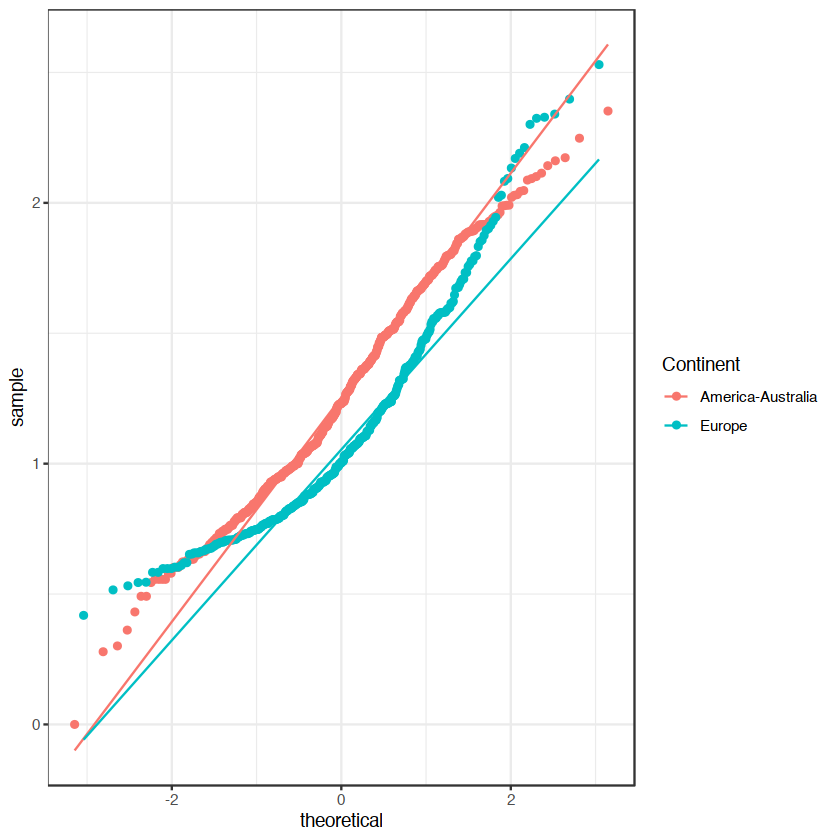 2
1
0
-2
0
2
theoretical
sample
Continent
America-Australia
Europe